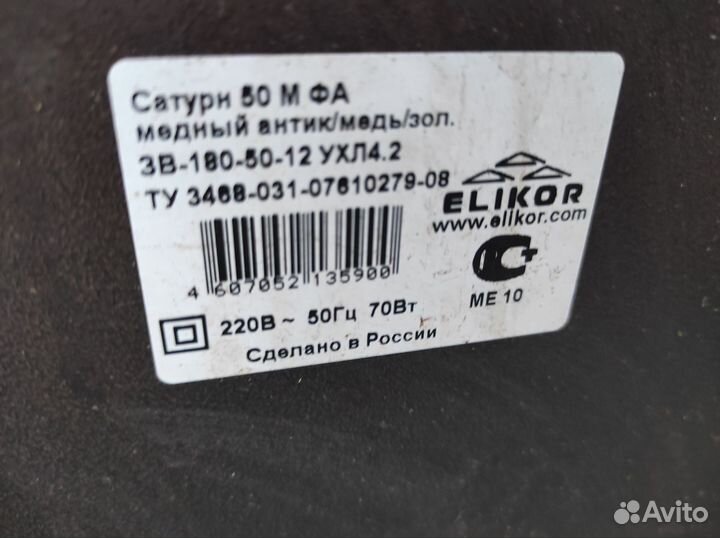 Сатурн 50 М ФА
медный антик/медь/зол.
ЗВ-180-50-12 УХЛ4.2
ТУ 3468-031-07610279-08
ELIKOR
www.elikor.com
4 607052 135900
МЕ 10
220В ~ 50Гц 70Вт
Сделано в России
Avito